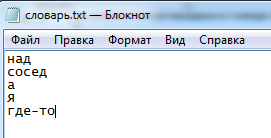 словарь.txt — Блокнот
Файл Правка Формат Вид Справка
над
сосед
а
я
где-то